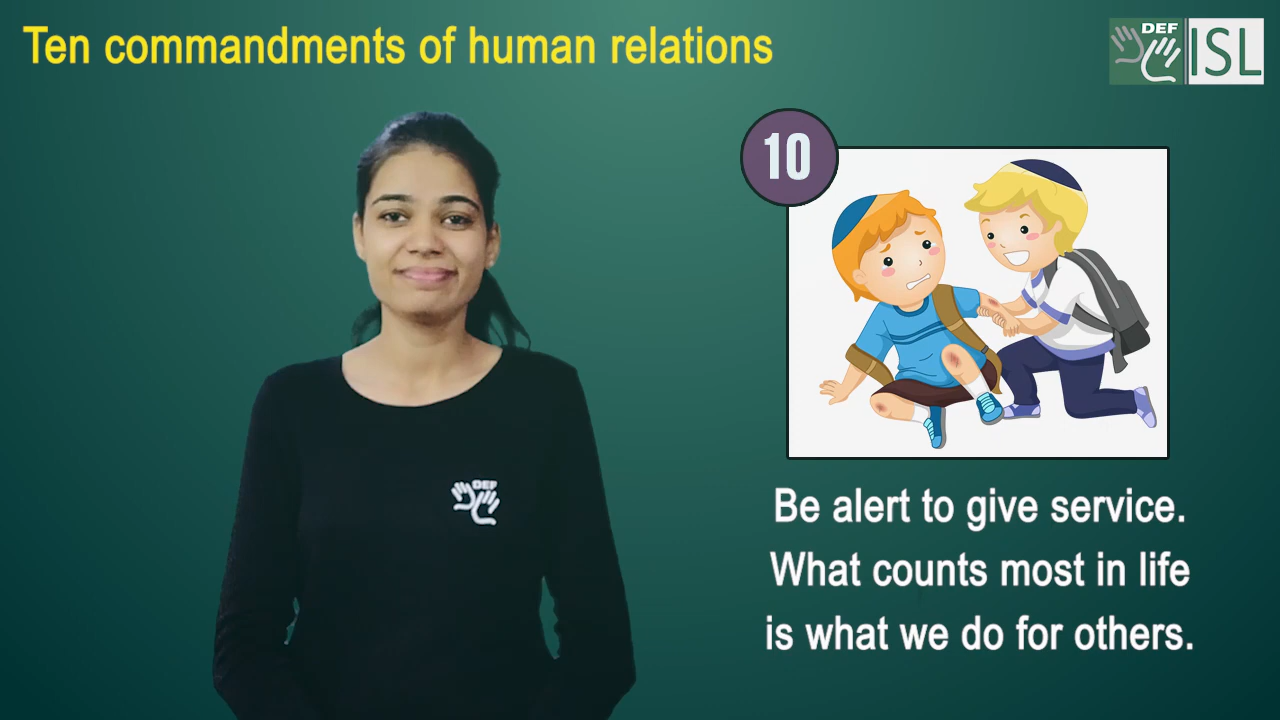 Ten commandments of human relations
DEF
ISL
10
DEF
Be alert to give service.
What counts most in life
is what we do for others.